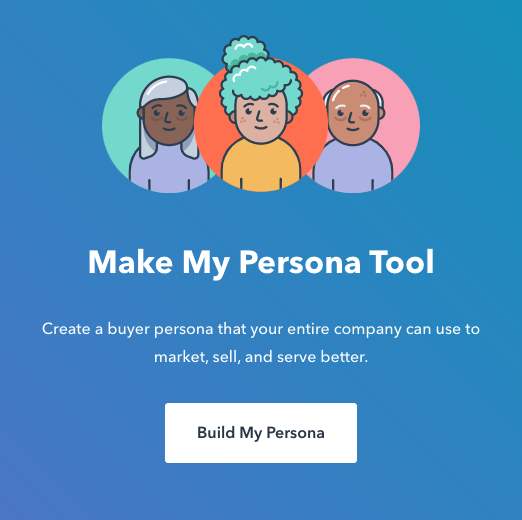 Make My Persona Tool
Create a buyer persona that your entire company can use to
market, sell, and serve better.
Build My Persona